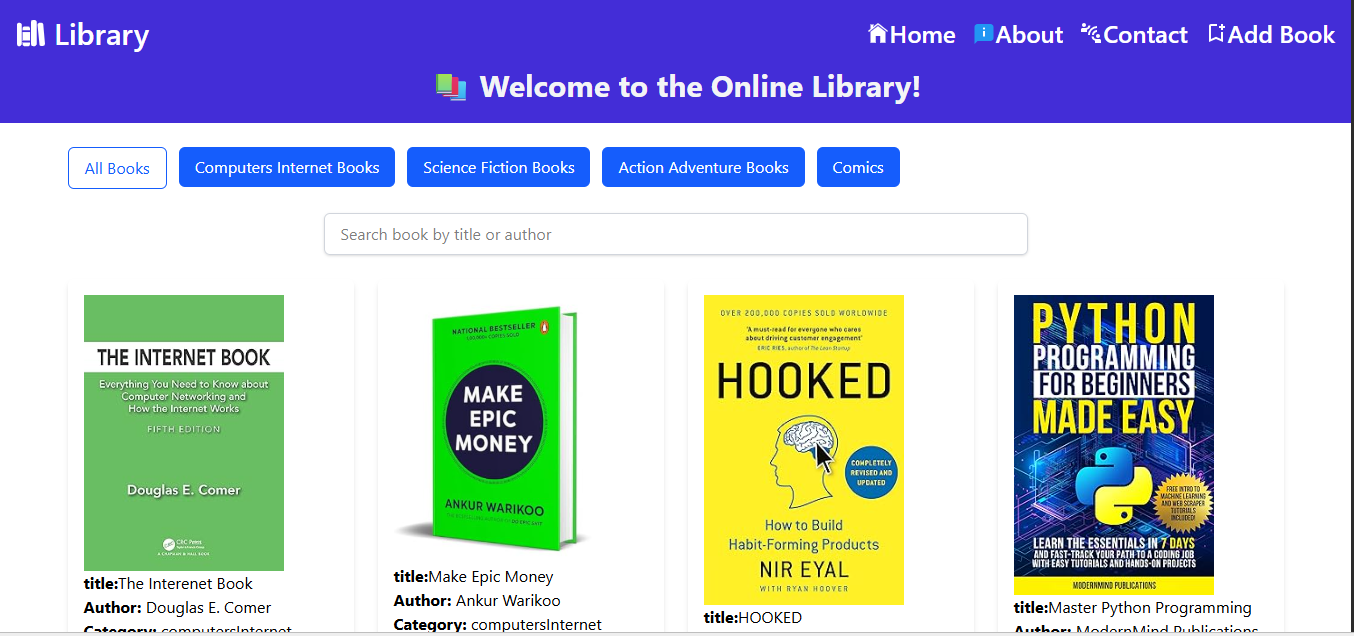 Library
Home About Contact Add Book
Welcome to the Online Library!
All Books Computers Internet Books Science Fiction Books Action Adventure Books Comics
Search book by title or author
THE INTERNET BOOK
Everything You Need to Know about
Computer Networking and
How the Internet Works
FIFTH EDITION
Douglas E. Comer
CRC Press
title:The Interenet Book
Author: Douglas E. Comer
Category: computersInternet
NATIONAL BESTSELLER
MAKE
EPIC
MONEY
ANKUR WARIKOO
title:Make Epic Money
Author: Ankur Warikoo
Category: computersInternet
OVER 200,000 COPIES SOLD WORLDWIDE
'A must-read for everyone who cares
about driving customer engagement'
ERIC RIES, author of The Lean Startup
HOOKED
COMPLETELY
REVISED AND
UPDATED
How to Build
Habit-Forming Products
NIR EYAL
WITH RYAN HOOVER
title:HOOKED
PYTHON
PROGRAMMING
FOR BEGINNERS
MADE EASY
FREE INTRO TO
MACHINE LEARNING
AND WEB SCRAPER
TUTORIALS
INCLUDED!
LEARN THE ESSENTIALS IN 7 DAYS
AND FAST-TRACK YOUR PATH TO A CODING JOB
WITH EASY TUTORIALS AND HANDS-ON PROJECTS
MODERNMIND PUBLICATIONS
title:Master Python Programming
Author: ModernMind Publications